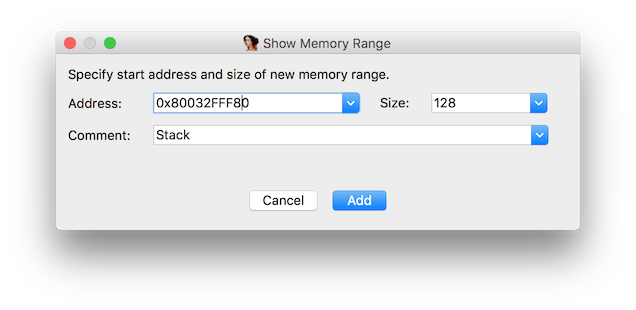 Show Memory Range
Specify start address and size of new memory range.
Address: 0x80032FFF80 Size: 128
Comment: Stack
Cancel Add